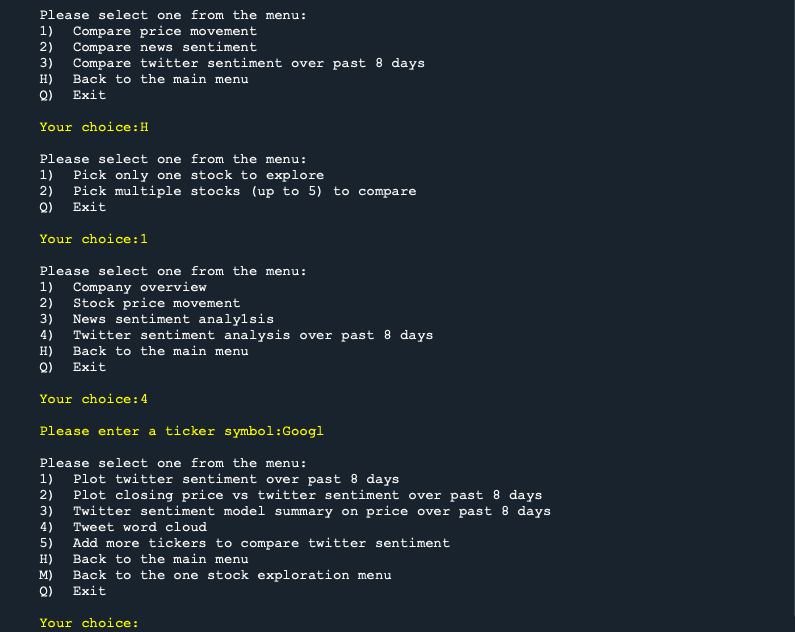 Please select one from the menu:
1)  Compare price movement
2)  Compare news sentiment
3)  Compare twitter sentiment over past 8 days
H)  Back to the main menu
Q)  Exit
Your choice:H
Please select one from the menu:
1)  Pick only one stock to explore
2)  Pick multiple stocks (up to 5) to compare
Q)  Exit
Your choice:1
Please select one from the menu:
1)  Company overview
2)  Stock price movement
3)  News sentiment analylsis
4)  Twitter sentiment analysis over past 8 days
H)  Back to the main menu
Q)  Exit
Your choice:4
Please enter a ticker symbol:Googl
Please select one from the menu:
1)  Plot twitter sentiment over past 8 days
2)  Plot closing price vs twitter sentiment over past 8 days
3)  Twitter sentiment model summary on price over past 8 days
4)  Tweet word cloud
5)  Add more tickers to compare twitter sentiment
H)  Back to the main menu
M)  Back to the one stock exploration menu
Q)  Exit
Your choice: